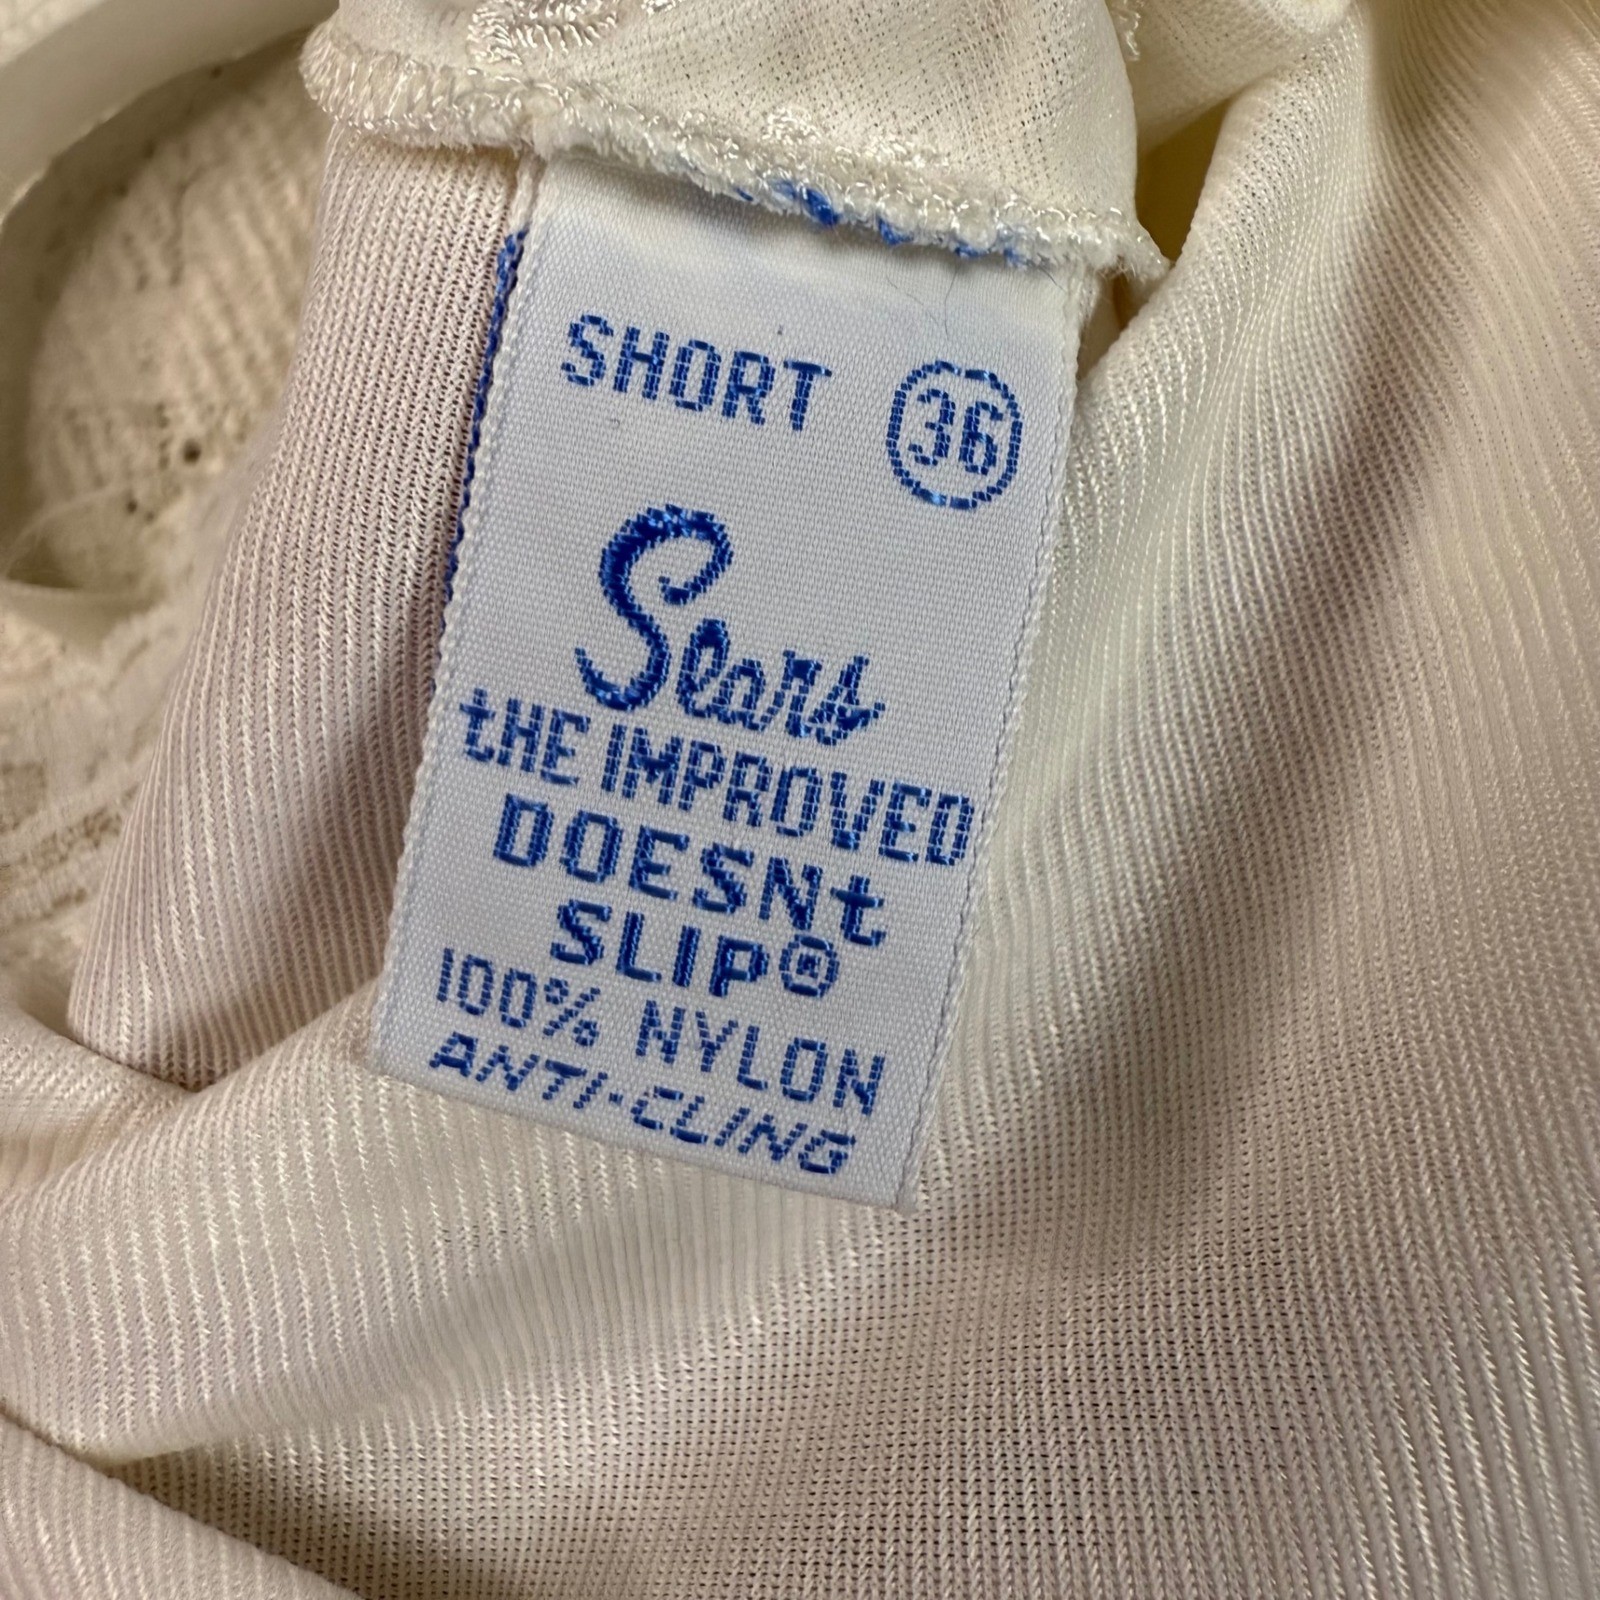 SHORT 36
Sears
tHE IMPROVED
DOESNt
SLIP®
100% NYLON
ANTI-CLING